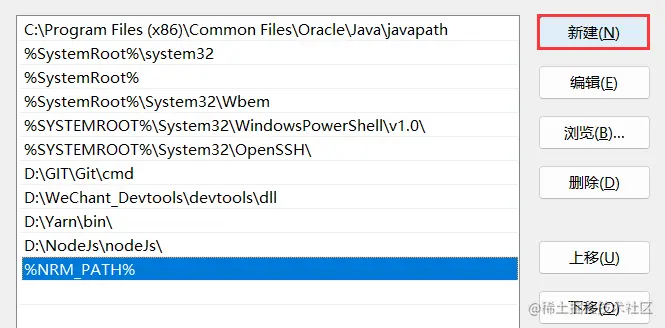 C:\Program Files (x86)\Common Files\Oracle\Java\javapath
%SystemRoot%\system32
%SystemRoot%
%SystemRoot%\System32\Wbem
%SYSTEMROOT%\System32\WindowsPowerShell\v1.0\
%SYSTEMROOT%\System32\OpenSSH\
D:\GIT\Git\cmd
D:\WeChant_Devtools\devtools\dll
D:\Yarn\bin\
D:\NodeJs\nodeJs\
%NRM_PATH%
新建(N)
编辑(E)
浏览(B)...
删除(D)
上移(U)
下移(O)
@稀土掘金技术社区